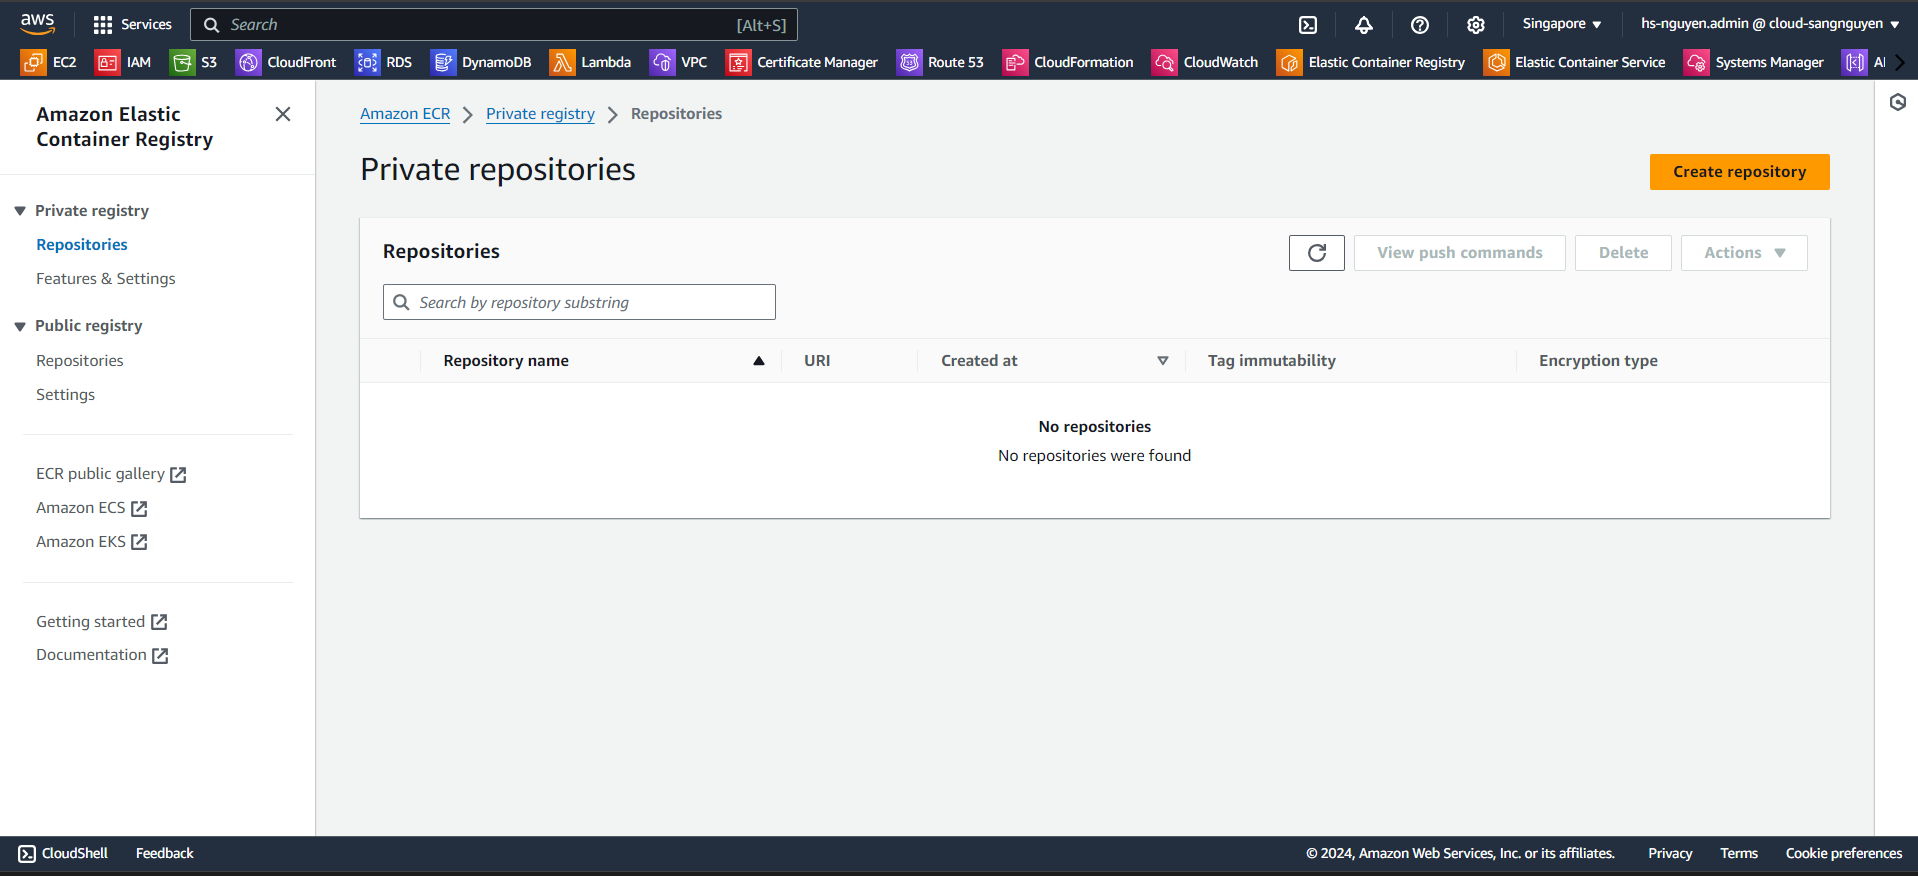 aws Services Search [Alt+S] Singapore hs-nguyen.admin @ cloud-sangnguyen
EC2 IAM S3 CloudFront RDS DynamoDB Lambda VPC Certificate Manager Route 53 CloudFormation CloudWatch Elastic Container Registry Elastic Container Service Systems Manager
Amazon Elastic
Container Registry
Private registry
Repositories
Features & Settings
Public registry
Repositories
Settings
ECR public gallery
Amazon ECS
Amazon EKS
Getting started
Documentation
Amazon ECR Private registry Repositories
Private repositories
Create repository
Repositories
View push commands Delete Actions
Search by repository substring
Repository name URI Created at Tag immutability Encryption type
No repositories
No repositories were found
CloudShell Feedback © 2024, Amazon Web Services, Inc. or its affiliates. Privacy Terms Cookie preferences